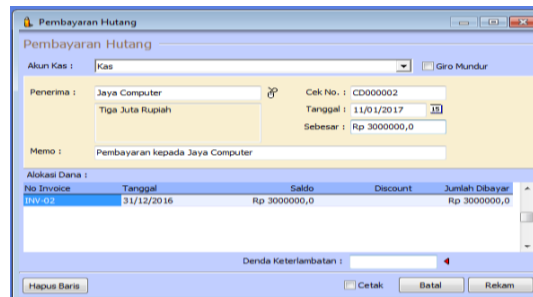 Pembayaran Hutang
Pembayaran Hutang
Akun Kas : Kas Giro Mundur
Penerima : Jaya Computer Cek No. : CD000002
Tiga Juta Rupiah Tanggal : 11/01/2017 15
Sebesar : Rp 3000000,0
Memo : Pembayaran kepada Jaya Computer
Alokasi Dana :
No Invoice Tanggal Saldo Discount Jumlah Dibayar
INV-02 31/12/2016 Rp 3000000,0 Rp 3000000,0
Denda Keterlambatan :
Hapus Baris Cetak Batal Rekam